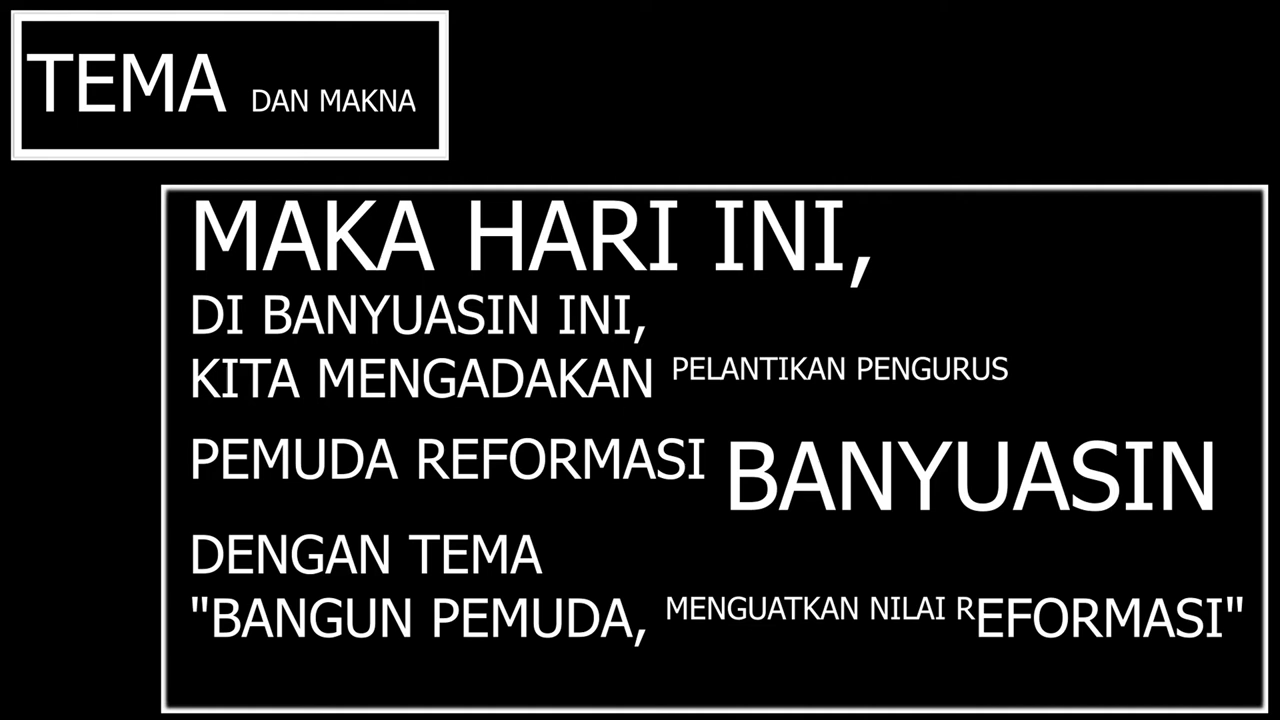 TEMA DAN MAKNA
MAKA HARI INI,
DI BANYUASIN INI,
KITA MENGADAKAN PELANTIKAN PENGURUS
PEMUDA REFORMASI BANYUASIN
DENGAN TEMA
"BANGUN PEMUDA, MENGUATKAN NILAI REFORMASI"